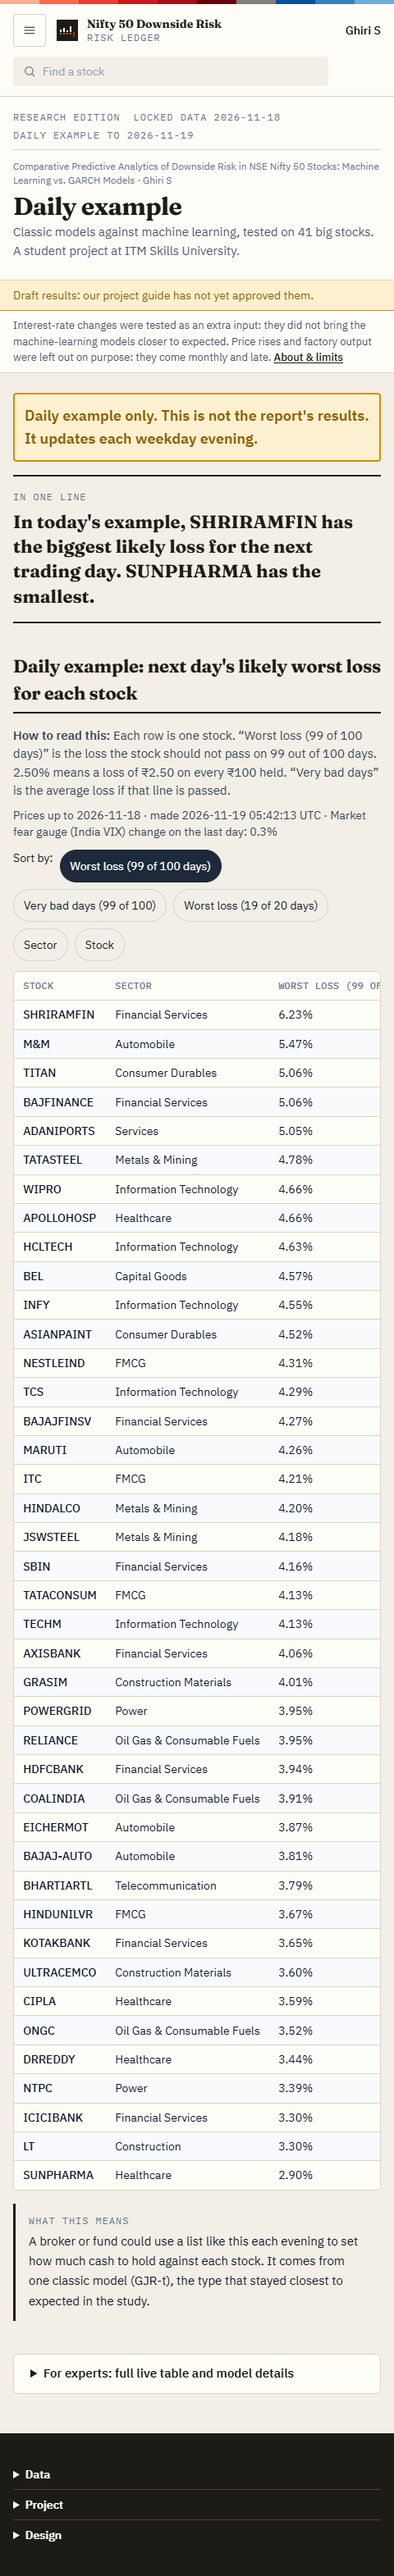 Nifty 50 Downside Risk
RISK LEDGER
Ghiri S
Find a stock
RESEARCH EDITION LOCKED DATA 2026-11-18
DAILY EXAMPLE TO 2026-11-19
Comparative Predictive Analytics of Downside Risk in NSE Nifty 50 Stocks: Machine
Learning vs. GARCH Models · Ghiri S
Daily example
Classic models against machine learning, tested on 41 big stocks.
A student project at ITM Skills University.
Draft results: our project guide has not yet approved them.
Interest-rate changes were tested as an extra input: they did not bring the
machine-learning models closer to expected. Price rises and factory output
were left out on purpose: they come monthly and late. About & limits
Daily example only. This is not the report's results.
It updates each weekday evening.
IN ONE LINE
In today's example, SHRIRAMFIN has
the biggest likely loss for the next
trading day. SUNPHARMA has the
smallest.
Daily example: next day's likely worst loss
for each stock
How to read this: Each row is one stock. “Worst loss (99 of 100
days)” is the loss the stock should not pass on 99 out of 100 days.
2.50% means a loss of ₹2.50 on every ₹100 held. “Very bad days”
is the average loss if that line is passed.
Prices up to 2026-11-18 · made 2026-11-19 05:42:13 UTC · Market
fear gauge (India VIX) change on the last day: 0.3%
Sort by: Worst loss (99 of 100 days)
Very bad days (99 of 100) Worst loss (19 of 20 days)
Sector Stock
STOCK SECTOR WORST LOSS (99 OF
SHRIRAMFIN Financial Services 6.23%
M&M Automobile 5.47%
TITAN Consumer Durables 5.06%
BAJFINANCE Financial Services 5.06%
ADANIPORTS Services 5.05%
TATASTEEL Metals & Mining 4.78%
WIPRO Information Technology 4.66%
APOLLOHOSP Healthcare 4.66%
HCLTECH Information Technology 4.63%
BEL Capital Goods 4.57%
INFY Information Technology 4.55%
ASIANPAINT Consumer Durables 4.52%
NESTLEIND FMCG 4.31%
TCS Information Technology 4.29%
BAJAJFINSV Financial Services 4.27%
MARUTI Automobile 4.26%
ITC FMCG 4.21%
HINDALCO Metals & Mining 4.20%
JSWSTEEL Metals & Mining 4.18%
SBIN Financial Services 4.16%
TATACONSUM FMCG 4.13%
TECHM Information Technology 4.13%
AXISBANK Financial Services 4.06%
GRASIM Construction Materials 4.01%
POWERGRID Power 3.95%
RELIANCE Oil Gas & Consumable Fuels 3.95%
HDFCBANK Financial Services 3.94%
COALINDIA Oil Gas & Consumable Fuels 3.91%
EICHERMOT Automobile 3.87%
BAJAJ-AUTO Automobile 3.81%
BHARTIARTL Telecommunication 3.79%
HINDUNILVR FMCG 3.67%
KOTAKBANK Financial Services 3.65%
ULTRACEMCO Construction Materials 3.60%
CIPLA Healthcare 3.59%
ONGC Oil Gas & Consumable Fuels 3.52%
DRREDDY Healthcare 3.44%
NTPC Power 3.39%
ICICIBANK Financial Services 3.30%
LT Construction 3.30%
SUNPHARMA Healthcare 2.90%
WHAT THIS MEANS
A broker or fund could use a list like this each evening to set
how much cash to hold against each stock. It comes from
one classic model (GJR-t), the type that stayed closest to
expected in the study.
For experts: full live table and model details
Data
Project
Design